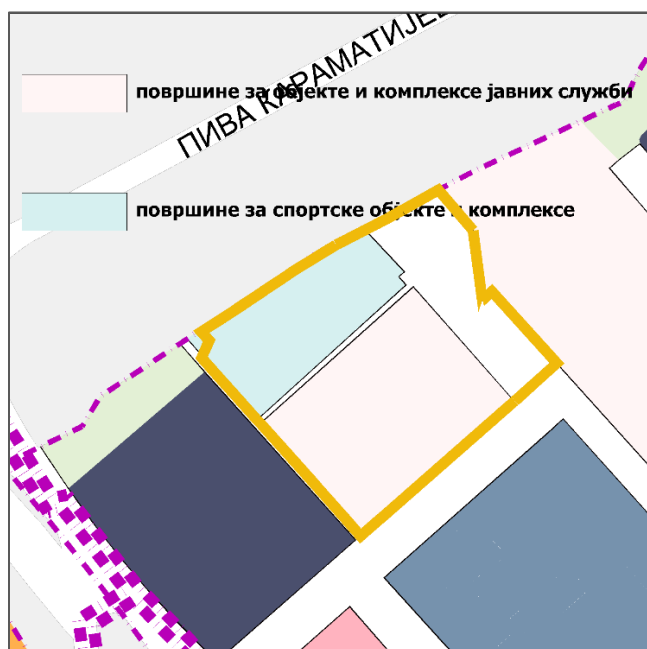 ПИВА КАРАМАТИЈЕ
површине за објекте и комплексе јавних служби
површине за спортске објекте и комплексе